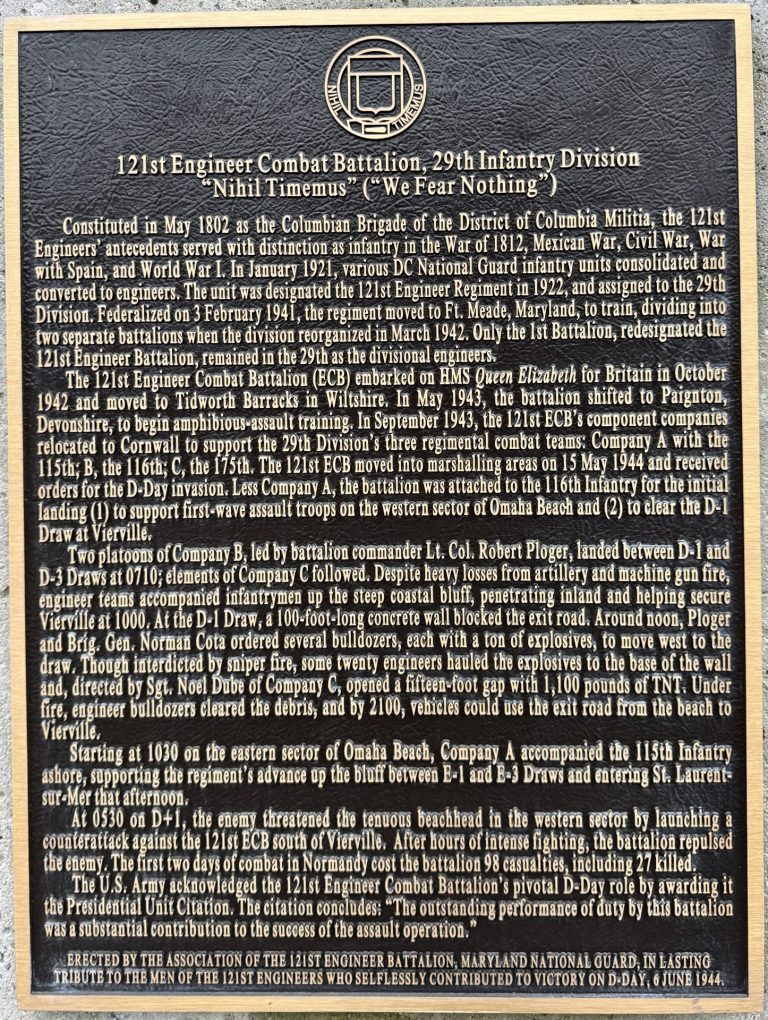 NIHIL TIMEMUS
121st Engineer Combat Battalion, 29th Infantry Division
“Nihil Timemus” (“We Fear Nothing”)
Constituted in May 1802 as the Columbian Brigade of the District of Columbia Militia, the 121st
Engineers’ antecedents served with distinction as infantry in the War of 1812, Mexican War, Civil War, War
with Spain, and World War I. In January 1921, various DC National Guard infantry units consolidated and
converted to engineers. The unit was designated the 121st Engineer Regiment in 1922, and assigned to the 29th
Division. Federalized on 3 February 1941, the regiment moved to Ft. Meade, Maryland, to train, dividing into
two separate battalions when the division reorganized in March 1942. Only the 1st Battalion, redesignated the
121st Engineer Battalion, remained in the 29th as the divisional engineers.
The 121st Engineer Combat Battalion (ECB) embarked on HMS Queen Elizabeth for Britain in October
1942 and moved to Tidworth Barracks in Wiltshire. In May 1943, the battalion shifted to Paignton,
Devonshire, to begin amphibious-assault training. In September 1943, the 121st ECB’s component companies
relocated to Cornwall to support the 29th Division’s three regimental combat teams: Company A with the
115th; B, the 116th; C, the 175th. The 121st ECB moved into marshalling areas on 15 May 1944 and received
orders for the D-Day invasion. Less Company A, the battalion was attached to the 116th Infantry for the initial
landing (1) to support first-wave assault troops on the western sector of Omaha Beach and (2) to clear the D-1
Draw at Vierville.
Two platoons of Company B, led by battalion commander Lt. Col. Robert Ploger, landed between D-1 and
D-3 Draws at 0710; elements of Company C followed. Despite heavy losses from artillery and machine gun fire,
engineer teams accompanied infantrymen up the steep coastal bluff, penetrating inland and helping secure
Vierville at 1000. At the D-1 Draw, a 100-foot-long concrete wall blocked the exit road. Around noon, Ploger
and Brig. Gen. Norman Cota ordered several bulldozers, each with a ton of explosives, to move west to the
draw. Though interdicted by sniper fire, some twenty engineers hauled the explosives to the base of the wall
and, directed by Sgt. Noel Dube of Company C, opened a fifteen-foot gap with 1,100 pounds of TNT. Under
fire, engineer bulldozers cleared the debris, and by 2100, vehicles could use the exit road from the beach to
Vierville.
Starting at 1030 on the eastern sector of Omaha Beach, Company A accompanied the 115th Infantry
ashore, supporting the regiment’s advance up the bluff between E-1 and E-3 Draws and entering St. Laurent-
sur-Mer that afternoon.
At 0530 on D+1, the enemy threatened the tenuous beachhead in the western sector by launching a
counterattack against the 121st ECB south of Vierville. After hours of intense fighting, the battalion repulsed
the enemy. The first two days of combat in Normandy cost the battalion 98 casualties, including 27 killed.
The U.S. Army acknowledged the 121st Engineer Combat Battalion’s pivotal D-Day role by awarding it
the Presidential Unit Citation. The citation concludes: “The outstanding performance of duty by this battalion
was a substantial contribution to the success of the assault operation.”
ERECTED BY THE ASSOCIATION OF THE 121ST ENGINEER BATTALION, MARYLAND NATIONAL GUARD, IN LASTING
TRIBUTE TO THE MEN OF THE 121ST ENGINEERS WHO SELFLESSLY CONTRIBUTED TO VICTORY ON D-DAY, 6 JUNE 1944.